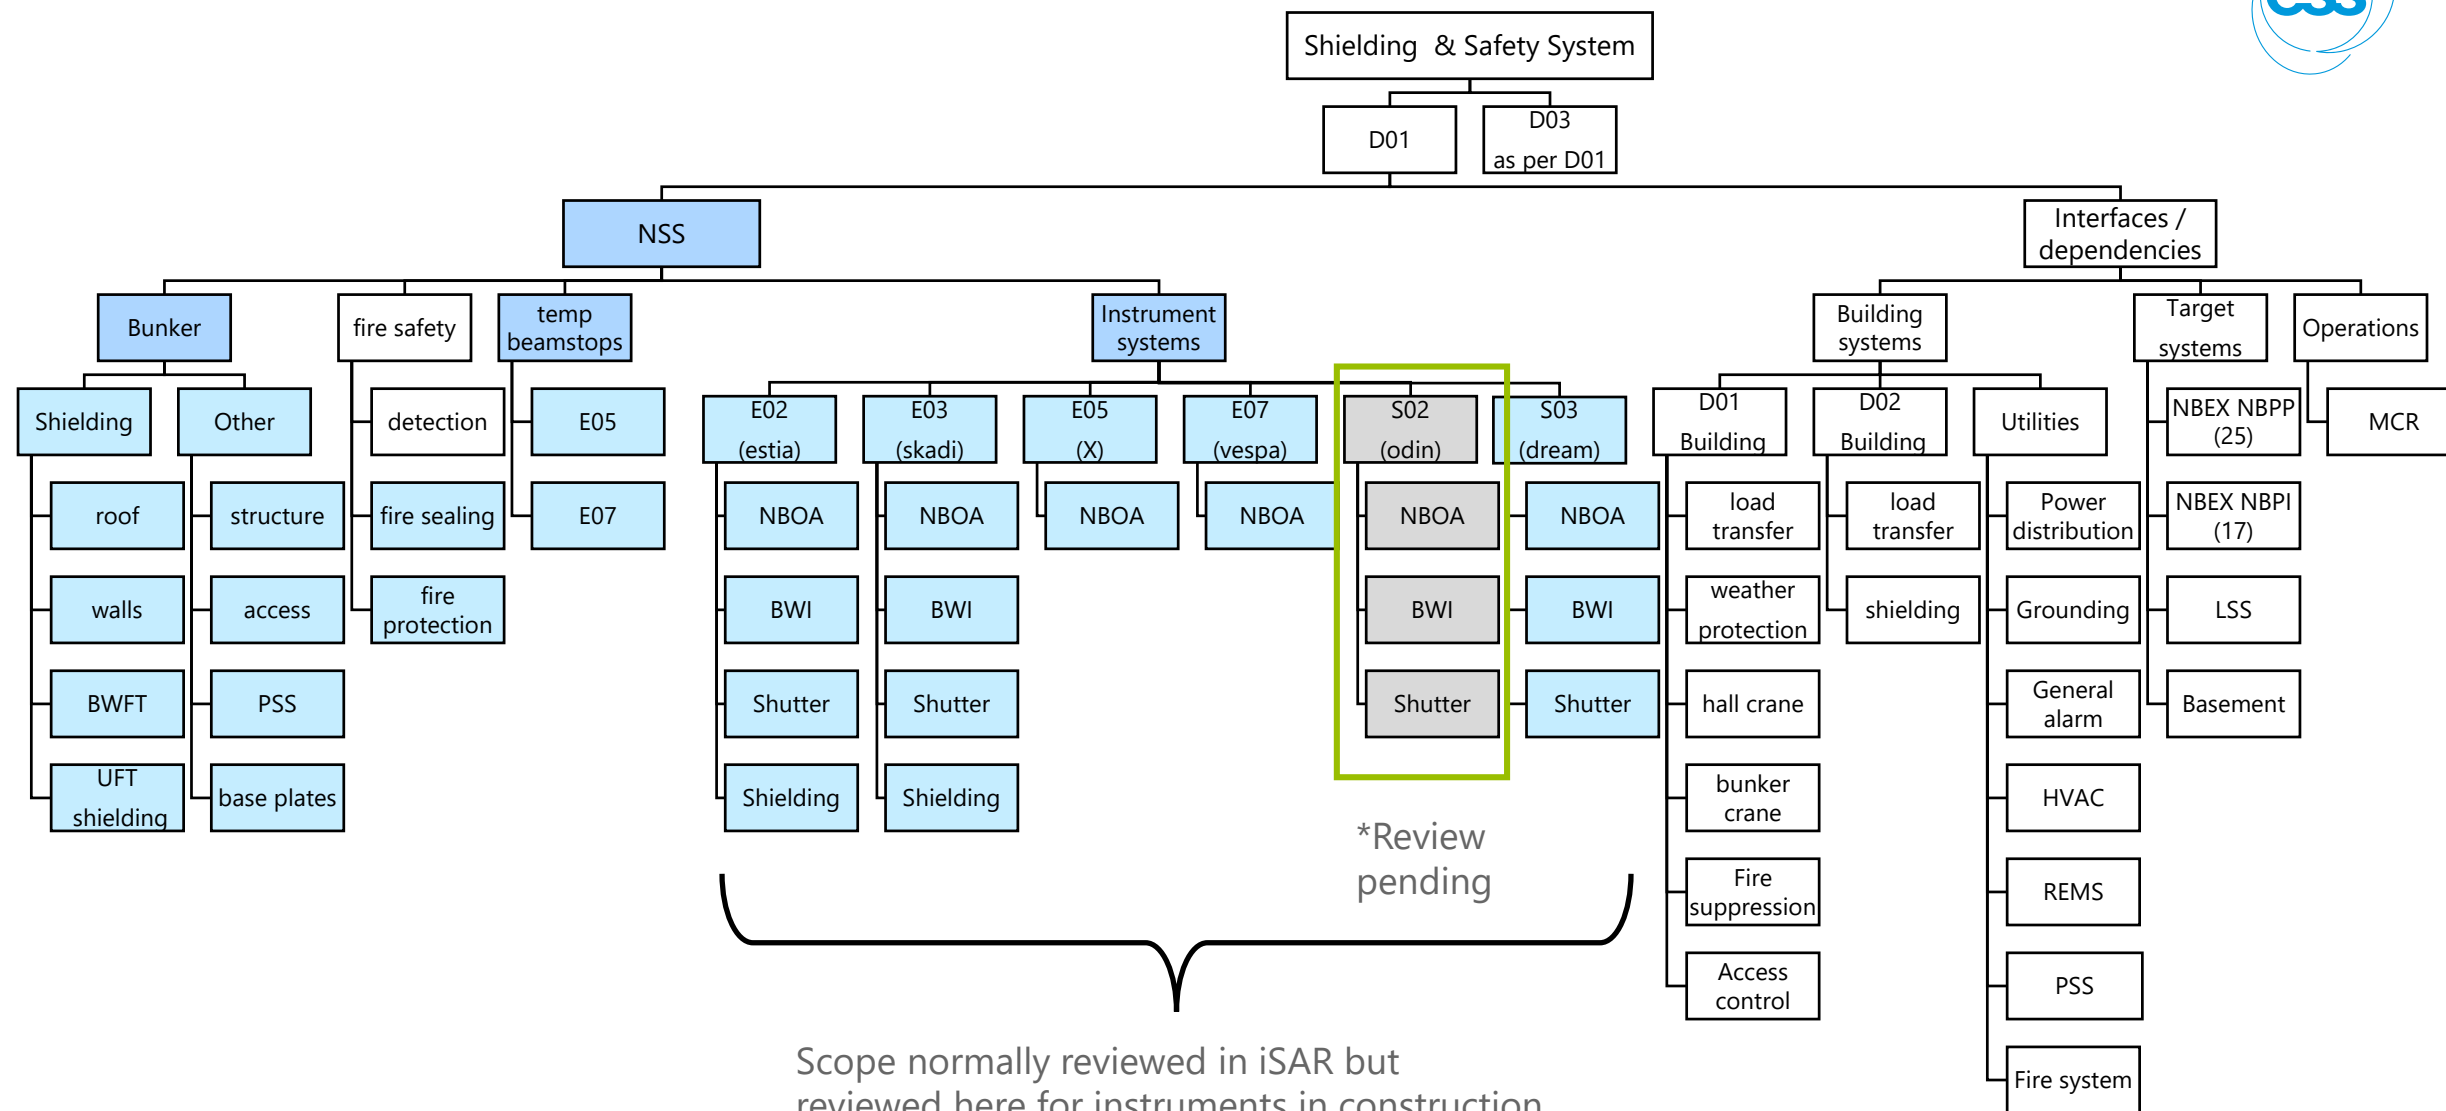 ess
Shielding & Safety System
D01
D03
as per D01
NSS
Interfaces /
dependencies
Bunker
fire safety
temp
beamstops
Instrument
systems
Building
systems
Target
systems
Operations
Shielding
Other
detection
E05
E02
(estia)
E03
(skadi)
E05
(X)
E07
(vespa)
S02
(odin)
S03
(dream)
D01
Building
D02
Building
Utilities
NBEX NBPP
(25)
MCR
roof
structure
fire sealing
E07
NBOA
NBOA
NBOA
NBOA
NBOA
NBOA
load
transfer
load
transfer
Power
distribution
NBEX NBPI
(17)
walls
access
fire
protection
BWI
BWI
BWI
BWI
weather
protection
shielding
Grounding
LSS
BWFT
PSS
Shutter
Shutter
Shutter
Shutter
hall crane
General
alarm
Basement
UFT
shielding
base plates
Shielding
Shielding
bunker
crane
HVAC
*Review
pending
Fire
suppression
REMS
Access
control
PSS
Scope normally reviewed in iSAR but
reviewed here for instruments in construction
Fire system